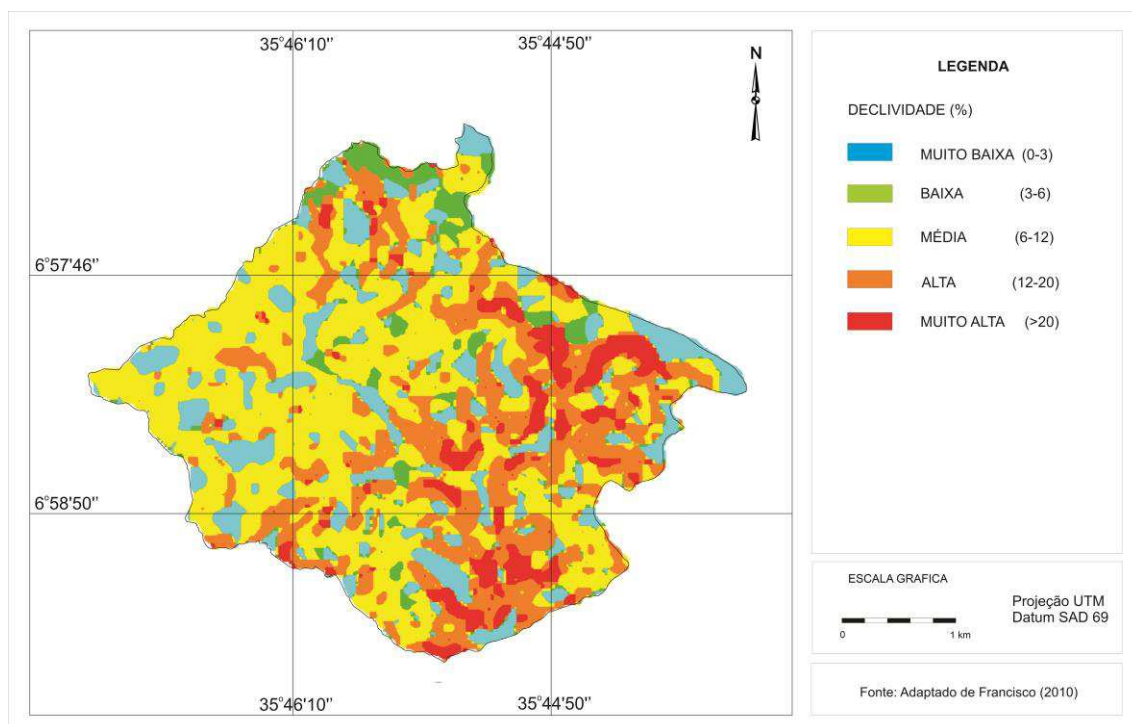 35°46'10"
35°44'50"
N
6°57'46"
6°58'50"
35°46'10"
35°44'50"
LEGENDA
DECLIVIDADE (%)
MUITO BAIXA (0-3)
BAIXA (3-6)
MÉDIA (6-12)
ALTA (12-20)
MUITO ALTA (>20)
ESCALA GRAFICA
0 1 km
Projeção UTM
Datum SAD 69
Fonte: Adaptado de Francisco (2010)